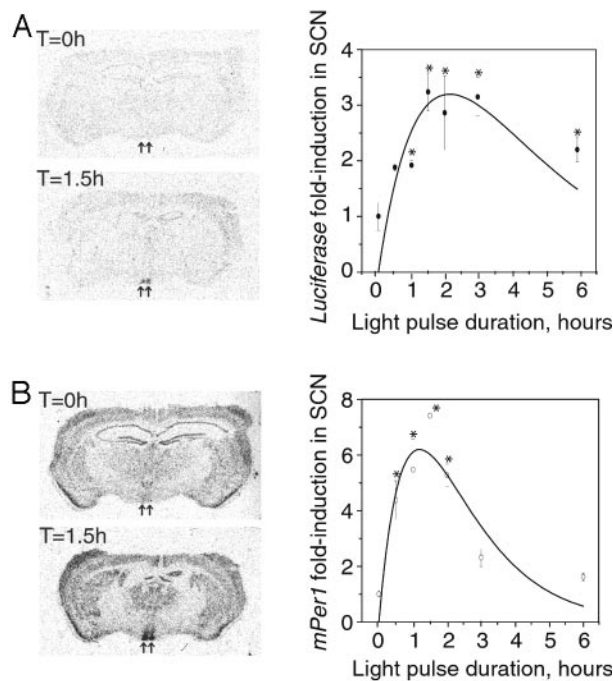 A
T=0h
↑↑
T=1.5h
↑↑
Luciferase fold-induction in SCN
4
3
2
1
0
* * * * *
0 1 2 3 4 5 6
Light pulse duration, hours
B
T=0h
↑↑
T=1.5h
↑↑
mPer1 fold-induction in SCN
8
6
4
2
0
* * * *
0 1 2 3 4 5 6
Light pulse duration, hours